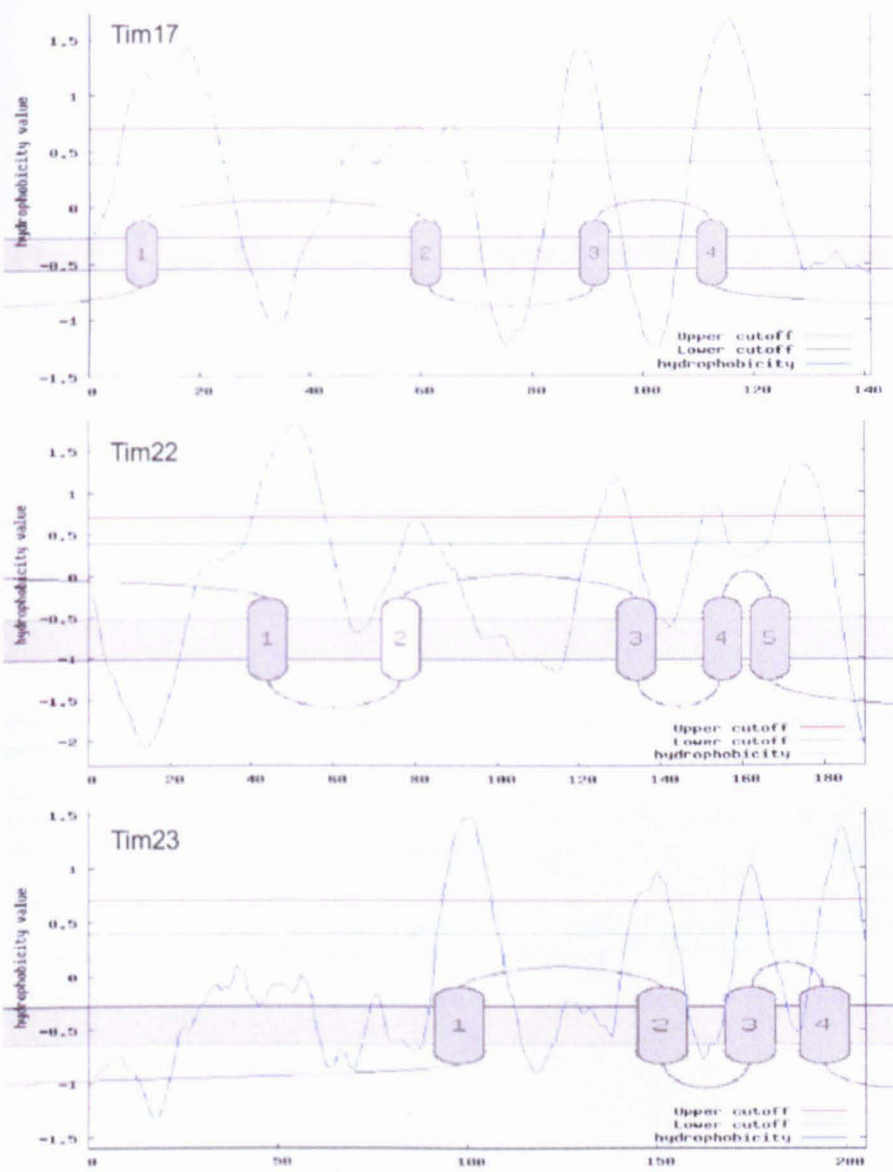 Tim17
hydrophobicity value
1.5
1
0.5
0
-0.5
-1
-1.5
1
2
3
4
Upper cutoff
Lower cutoff
hydrophobicity
0 20 40 60 80 100 120 140
Tim22
hydrophobicity value
1.5
1
0.5
0
-0.5
-1
-1.5
-2
1
2
3
4
5
Upper cutoff
Lower cutoff
hydrophobicity
0 20 40 60 80 100 120 140 160 180
Tim23
hydrophobicity value
1.5
1
0.5
0
-0.5
-1
-1.5
1
2
3
4
Upper cutoff
Lower cutoff
hydrophobicity
0 50 100 150 200